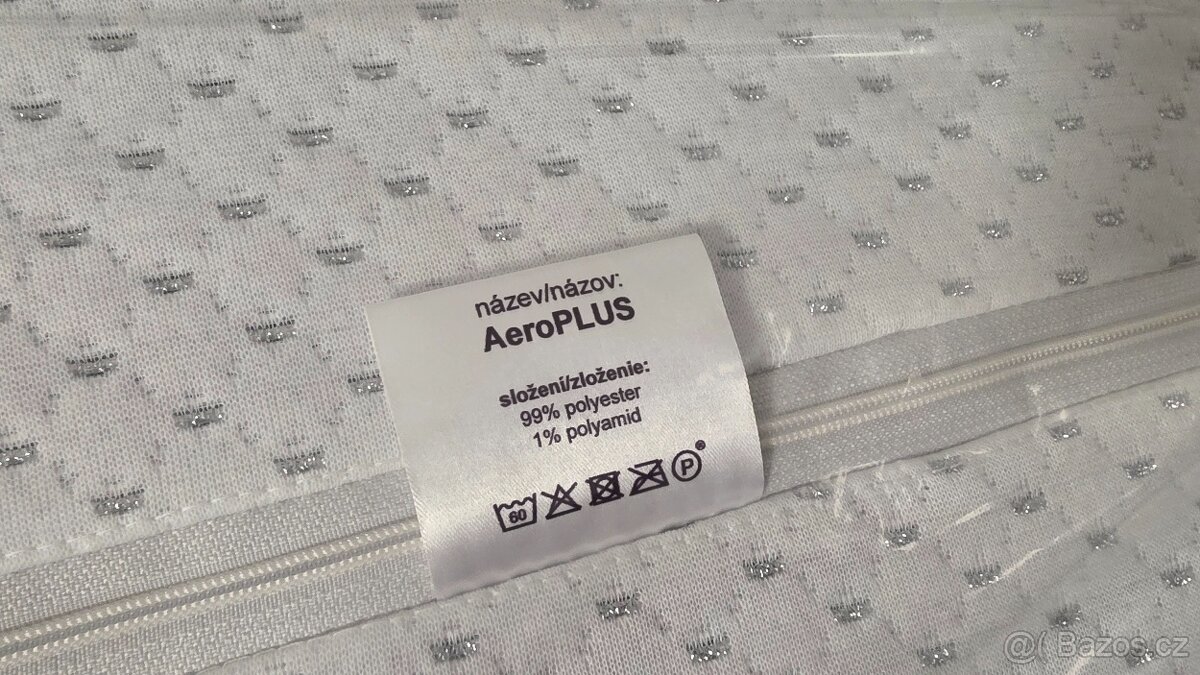 název/názov:
AeroPLUS
složení/zloženie:
99% polyester
1% polyamid
60 P ®
@( Bazos.cz